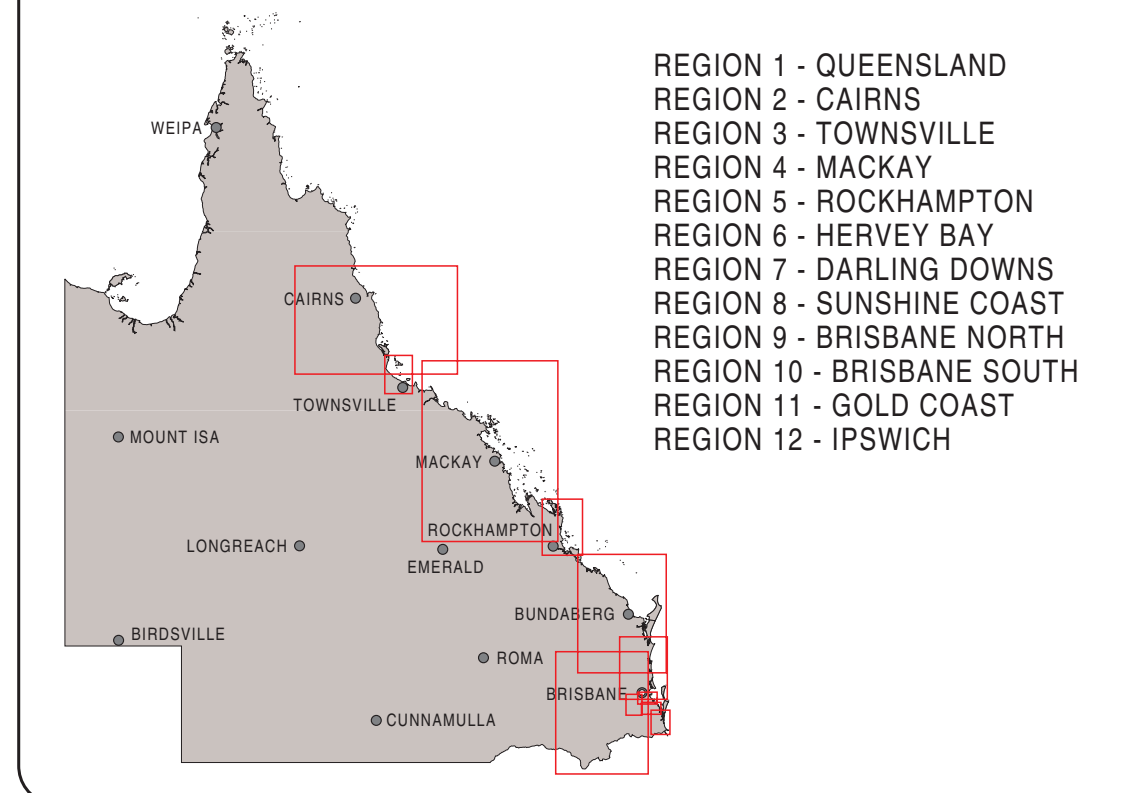 REGION 1 - QUEENSLAND
REGION 2 - CAIRNS
REGION 3 - TOWNSVILLE
REGION 4 - MACKAY
REGION 5 - ROCKHAMPTON
REGION 6 - HERVEY BAY
REGION 7 - DARLING DOWNS
REGION 8 - SUNSHINE COAST
REGION 9 - BRISBANE NORTH
REGION 10 - BRISBANE SOUTH
REGION 11 - GOLD COAST
REGION 12 - IPSWICH
WEIPA
CAIRNS
TOWNSVILLE
MOUNT ISA
MACKAY
ROCKHAMPTON
LONGREACH
EMERALD
BUNDABERG
BIRDSVILLE
ROMA
BRISBANE
CUNNAMULLA